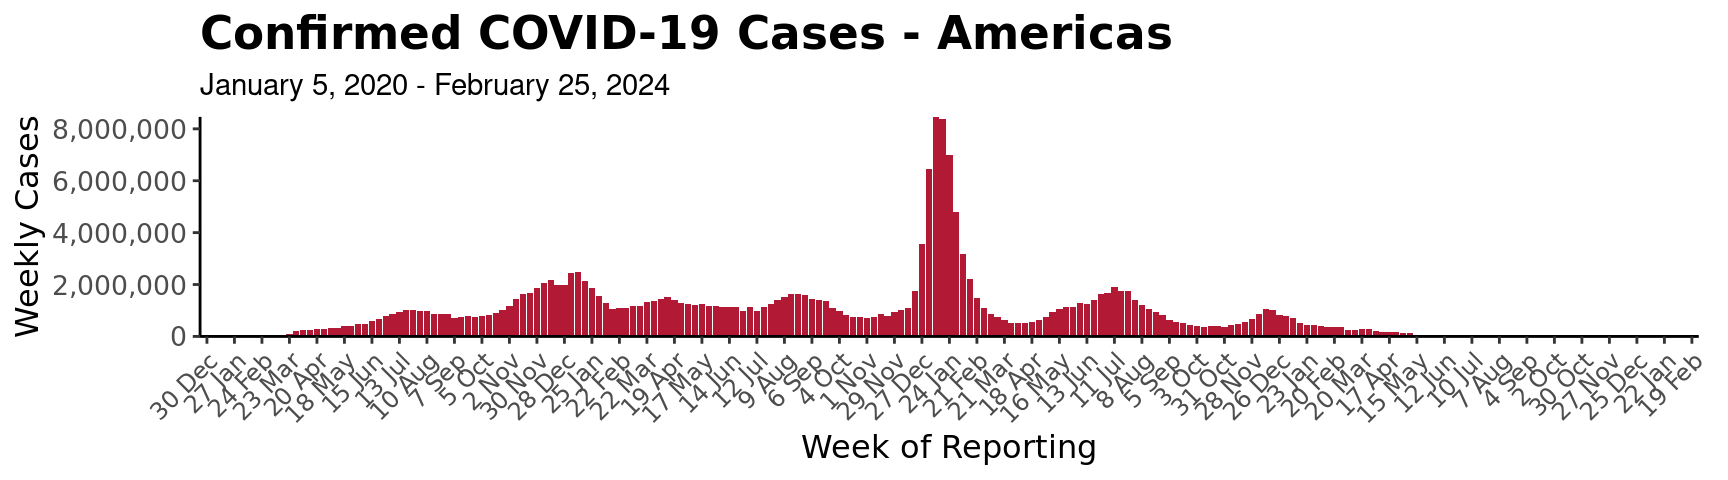 Confirmed COVID-19 Cases - Americas
January 5, 2020 - February 25, 2024
Weekly Cases
8,000,000
6,000,000
4,000,000
2,000,000
0
30 Dec
27 Jan
24 Feb
23 Mar
20 Apr
18 May
15 Jun
13 Jul
10 Aug
7 Sep
5 Oct
2 Nov
30 Nov
28 Dec
25 Jan
22 Feb
22 Mar
19 Apr
17 May
14 Jun
12 Jul
9 Aug
6 Sep
4 Oct
1 Nov
29 Nov
27 Dec
24 Jan
21 Feb
21 Mar
18 Apr
16 May
13 Jun
11 Jul
8 Aug
5 Sep
3 Oct
31 Oct
28 Nov
26 Dec
23 Jan
20 Feb
20 Mar
17 Apr
15 May
12 Jun
10 Jul
7 Aug
4 Sep
2 Oct
30 Oct
27 Nov
25 Dec
22 Jan
19 Feb
Week of Reporting